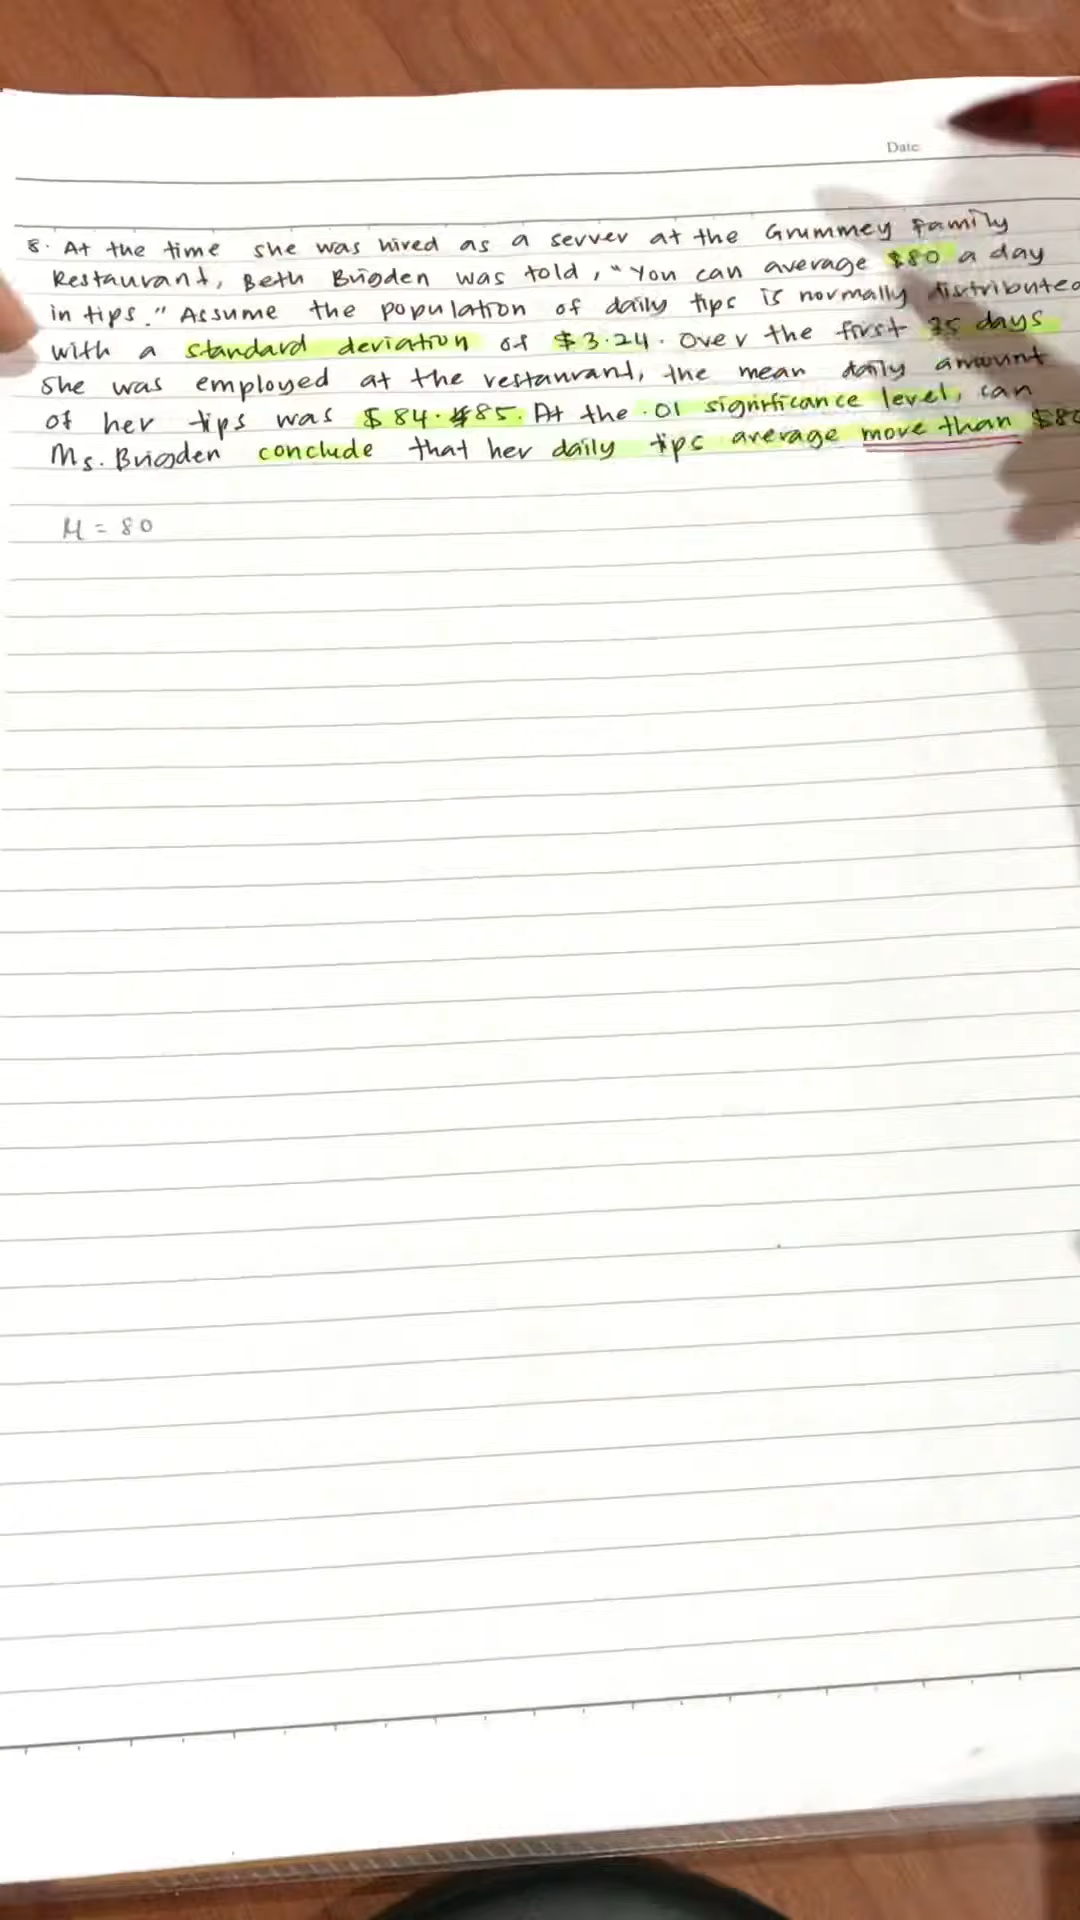 Date
8. At the time she was hired as a server at the Grummey Family
Restaurant, Beth Brigden was told, "You can average $80 a day
in tips." Assume the population of daily tips is normally distributed
with a standard deviation of $3.24. Over the first 35 days
she was employed at the restaurant, the mean daily amount
of her tips was $84.85. At the .01 significance level, can
Ms. Brigden conclude that her daily tips average more than $80
μ = 80